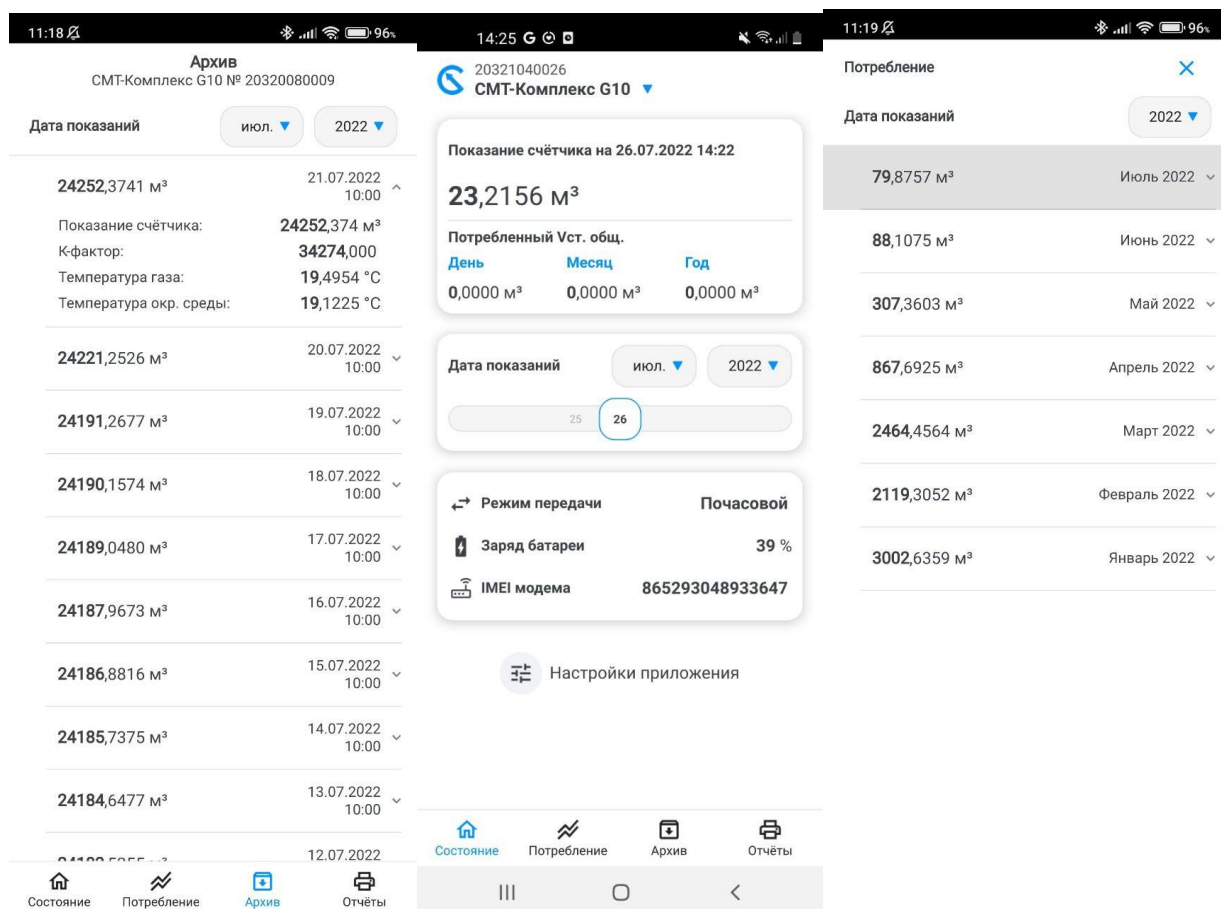 11:18
96%
Архив
СМТ-Комплекс G10 № 20320080009
Дата показаний
июл.
2022
24252,3741 м³
21.07.2022
10:00
Показание счётчика:
24252,374 м³
К-фактор:
34274,000
Температура газа:
19,4954 °C
Температура окр. среды:
19,1225 °C
24221,2526 м³
20.07.2022
10:00
24191,2677 м³
19.07.2022
10:00
24190,1574 м³
18.07.2022
10:00
24189,0480 м³
17.07.2022
10:00
24187,9673 м³
16.07.2022
10:00
24186,8816 м³
15.07.2022
10:00
24185,7375 м³
14.07.2022
10:00
24184,6477 м³
13.07.2022
10:00
12.07.2022
Состояние
Потребление
Архив
Отчёты
14:25 G
20321040026
СМТ-Комплекс G10
Показание счётчика на 26.07.2022 14:22
23,2156 м³
Потребленный Vст. общ.
День
Месяц
Год
0,0000 м³
0,0000 м³
0,0000 м³
Дата показаний
июл.
2022
25
26
Режим передачи
Почасовой
Заряд батареи
39 %
IMEI модема
865293048933647
Настройки приложения
Состояние
Потребление
Архив
Отчёты
11:19
96%
Потребление
Дата показаний
2022
79,8757 м³
Июль 2022
88,1075 м³
Июнь 2022
307,3603 м³
Май 2022
867,6925 м³
Апрель 2022
2464,4564 м³
Март 2022
2119,3052 м³
Февраль 2022
3002,6359 м³
Январь 2022